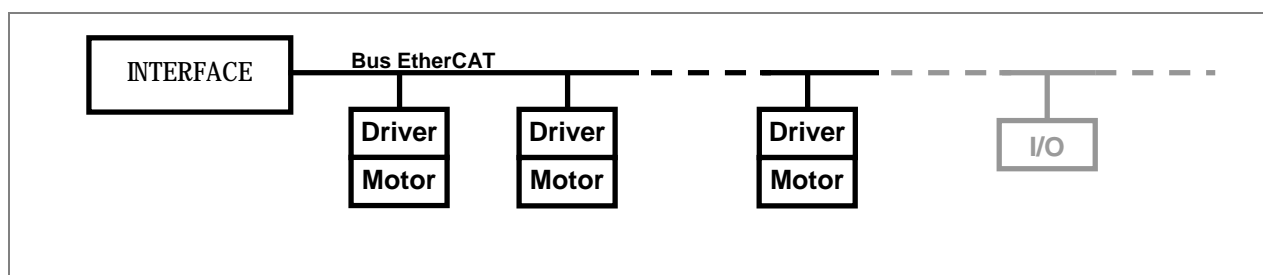 INTERFACE
Bus EtherCAT
Driver
Motor
Driver
Motor
Driver
Motor
I/O